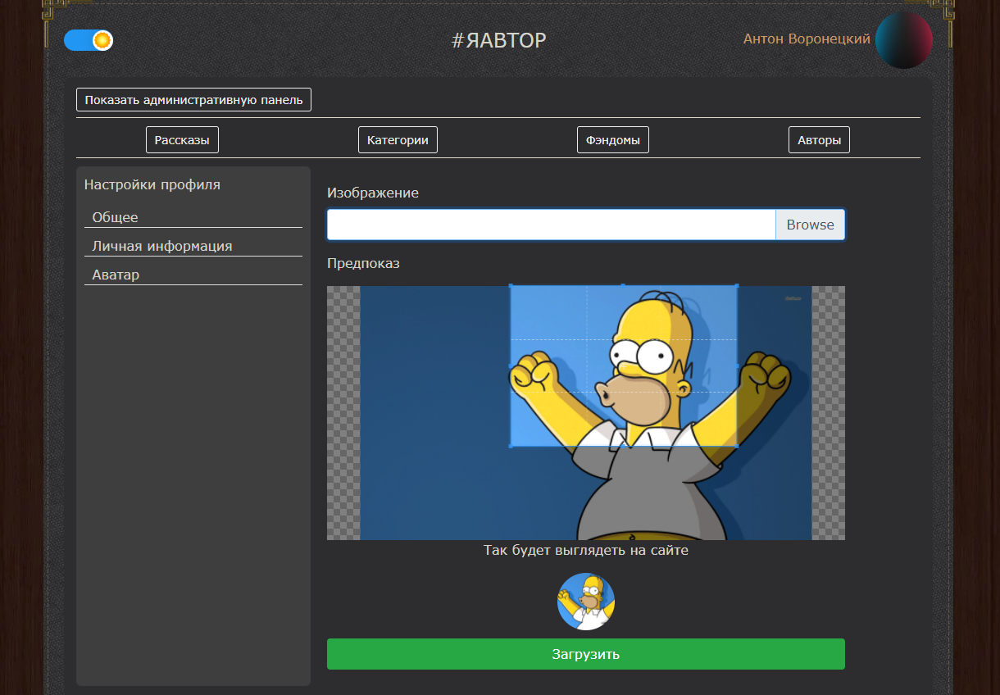 #ЯАВТОР
Антон Воронецкий
Показать административную панель
Рассказы
Категории
Фэндомы
Авторы
Настройки профиля
Общее
Личная информация
Аватар
Изображение
Browse
Предпоказ
Так будет выглядеть на сайте
Загрузить